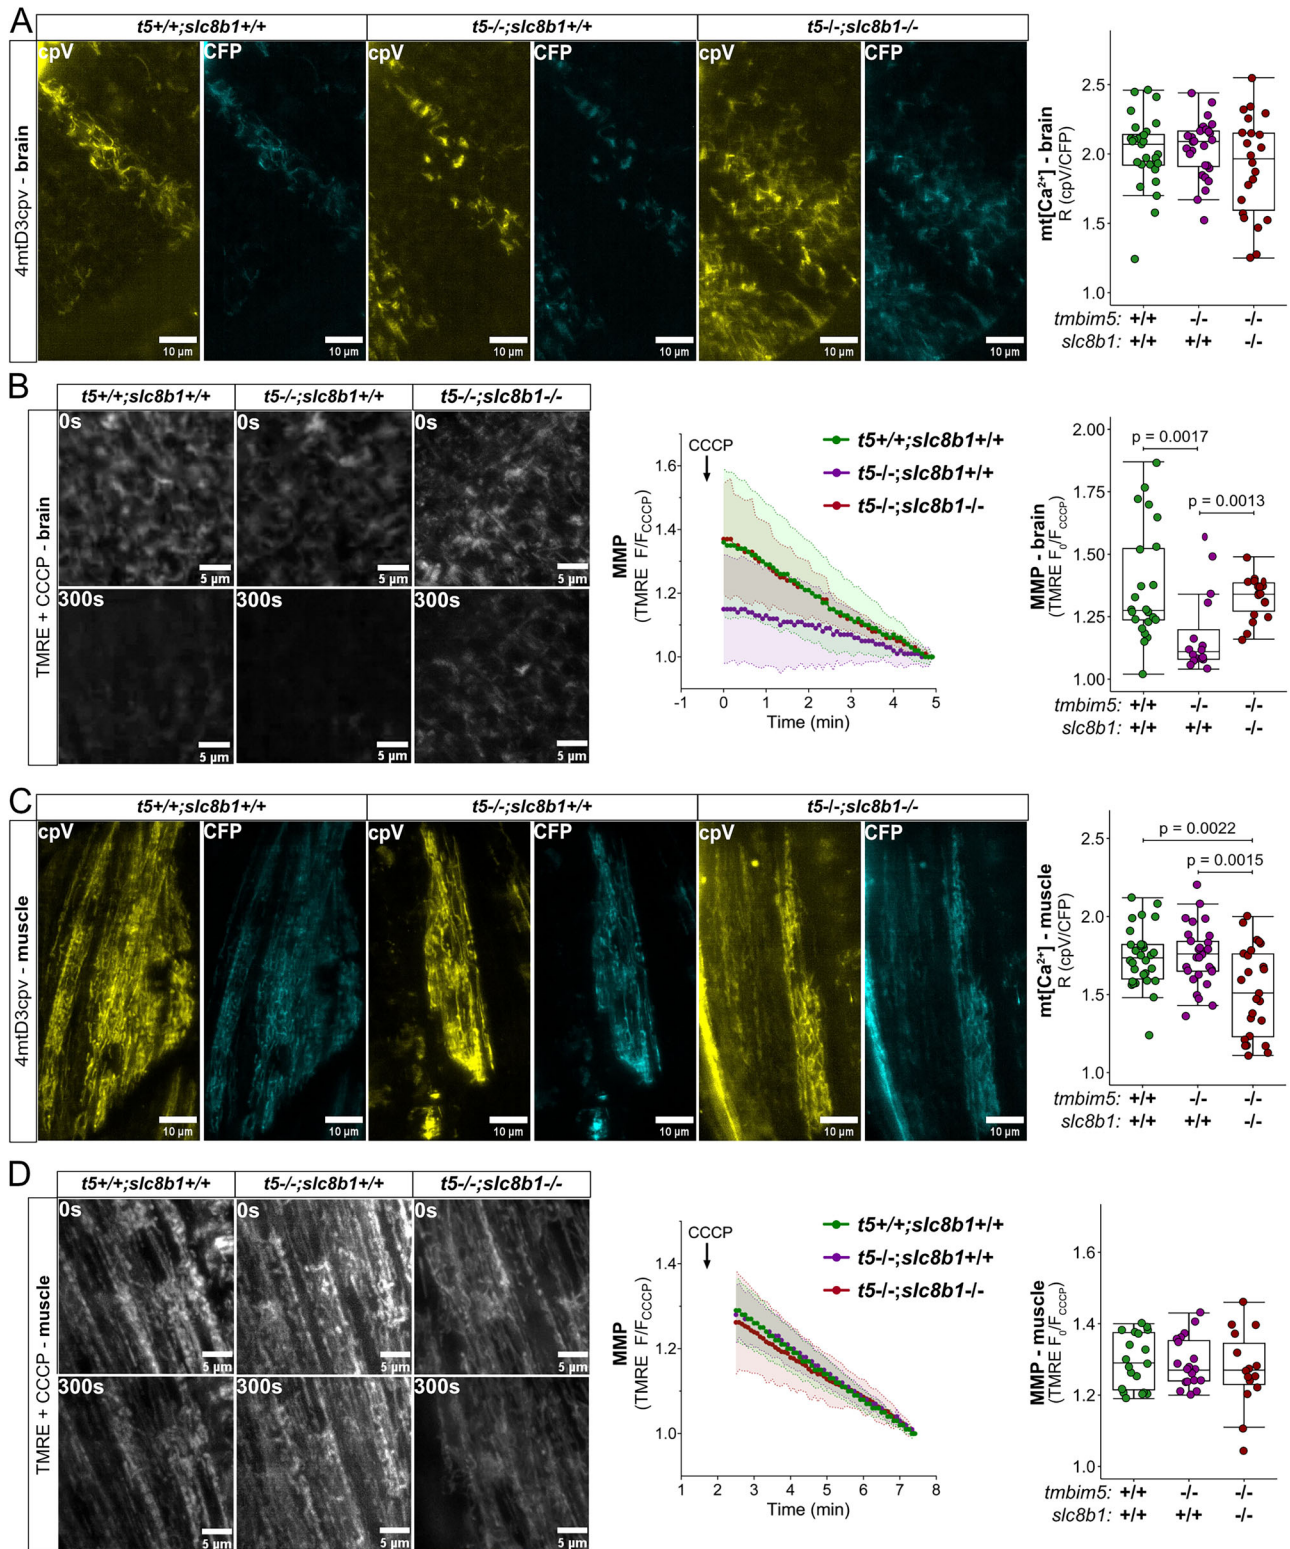 A
t5+/+;slc8b1+/+ t5-/-;slc8b1+/+ t5-/-;slc8b1-/-
4mtD3cpv - brain
cpV CFP cpV CFP cpV CFP
10 µm 10 µm 10 µm 10 µm 10 µm 10 µm
mt[Ca²⁺] - brain
R (cpV/CFP)
2.5
2.0
1.5
1.0
tmbim5: +/+ -/- -/-
slc8b1: +/+ +/+ -/-
B
t5+/+;slc8b1+/+ t5-/-;slc8b1+/+ t5-/-;slc8b1-/-
TMRE + CCCP - brain
0s 0s 0s
5 µm 5 µm 5 µm
300s 300s 300s
5 µm 5 µm 5 µm
MMP
(TMRE F/F_CCCP)
CCCP
t5+/+;slc8b1+/+
t5-/-;slc8b1+/+
t5-/-;slc8b1-/-
1.6
1.4
1.2
1.0
-1 0 1 2 3 4 5
Time (min)
MMP - brain
(TMRE F₀/F_CCCP)
p = 0.0017
p = 0.0013
2.00
1.75
1.50
1.25
1.00
tmbim5: +/+ -/- -/-
slc8b1: +/+ +/+ -/-
C
t5+/+;slc8b1+/+ t5-/-;slc8b1+/+ t5-/-;slc8b1-/-
4mtD3cpv - muscle
cpV CFP cpV CFP cpV CFP
10 µm 10 µm 10 µm 10 µm 10 µm 10 µm
mt[Ca²⁺] - muscle
R (cpV/CFP)
p = 0.0022
p = 0.0015
2.5
2.0
1.5
1.0
tmbim5: +/+ -/- -/-
slc8b1: +/+ +/+ -/-
D
t5+/+;slc8b1+/+ t5-/-;slc8b1+/+ t5-/-;slc8b1-/-
TMRE + CCCP - muscle
0s 0s 0s
5 µm 5 µm 5 µm
300s 300s 300s
5 µm 5 µm 5 µm
MMP
(TMRE F/F_CCCP)
CCCP
t5+/+;slc8b1+/+
t5-/-;slc8b1+/+
t5-/-;slc8b1-/-
1.4
1.2
1.0
1 2 3 4 5 6 7 8
Time (min)
MMP - muscle
(TMRE F₀/F_CCCP)
1.6
1.4
1.2
1.0
tmbim5: +/+ -/- -/-
slc8b1: +/+ +/+ -/-